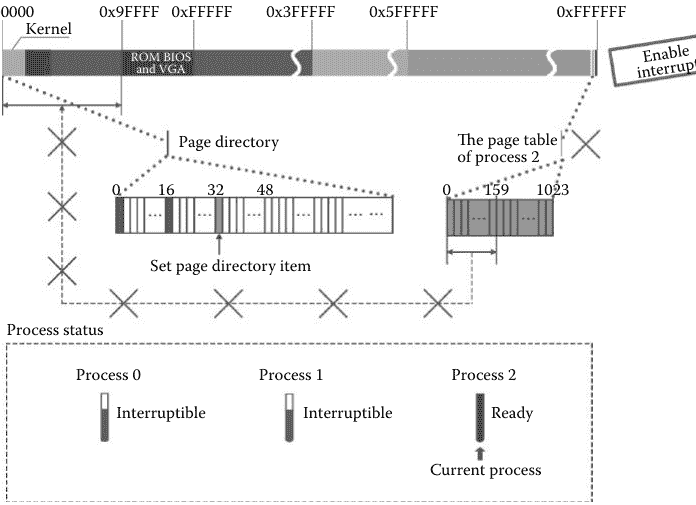 0000 0x9FFFF 0xFFFFF 0x3FFFFF 0x5FFFFF 0xFFFFFF
Kernel
ROM BIOS
and VGA
Enable
interrupt
Page directory
The page table
of process 2
0 16 32 48
0 159 1023
Set page directory item
Process status
Process 0 Process 1 Process 2
Interruptible Interruptible Ready
Current process